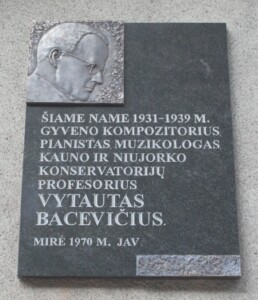 ŠIAME NAME 1931–1939 M.
GYVENO KOMPOZITORIUS
PIANISTAS MUZIKOLOGAS
KAUNO IR NIUJORKO
KONSERVATORIJŲ
PROFESORIUS
VYTAUTAS
BACEVIČIUS.
MIRĖ 1970 M. JAV